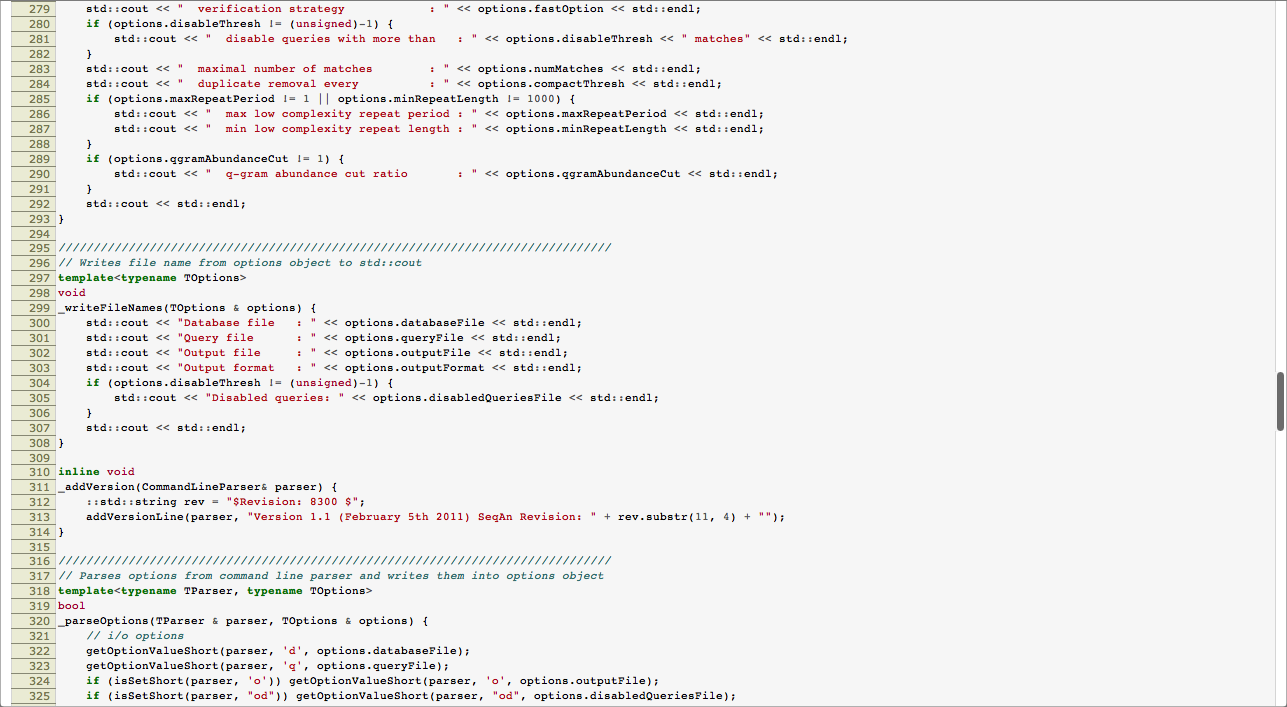 279     std::cout << "  verification strategy            : " << options.fastOption << std::endl;
280     if (options.disableThresh != (unsigned)-1) {
281         std::cout << "  disable queries with more than   : " << options.disableThresh << " matches" << std::endl;
282     }
283     std::cout << "  maximal number of matches        : " << options.numMatches << std::endl;
284     std::cout << "  duplicate removal every          : " << options.compactThresh << std::endl;
285     if (options.maxRepeatPeriod != 1 || options.minRepeatLength != 1000) {
286         std::cout << "  max low complexity repeat period : " << options.maxRepeatPeriod << std::endl;
287         std::cout << "  min low complexity repeat length : " << options.minRepeatLength << std::endl;
288     }
289     if (options.qgramAbundanceCut != 1) {
290         std::cout << "  q-gram abundance cut ratio       : " << options.qgramAbundanceCut << std::endl;
291     }
292     std::cout << std::endl;
293 }
294
295 ///////////////////////////////////////////////////////////////////////////////
296 // Writes file name from options object to std::cout
297 template<typename TOptions>
298 void
299 _writeFileNames(TOptions & options) {
300     std::cout << "Database file   : " << options.databaseFile << std::endl;
301     std::cout << "Query file      : " << options.queryFile << std::endl;
302     std::cout << "Output file     : " << options.outputFile << std::endl;
303     std::cout << "Output format   : " << options.outputFormat << std::endl;
304     if (options.disableThresh != (unsigned)-1) {
305         std::cout << "Disabled queries: " << options.disabledQueriesFile << std::endl;
306     }
307     std::cout << std::endl;
308 }
309
310 inline void
311 _addVersion(CommandLineParser& parser) {
312     ::std::string rev = "$Revision: 8300 $";
313     addVersionLine(parser, "Version 1.1 (February 5th 2011) SeqAn Revision: " + rev.substr(11, 4) + "");
314 }
315
316 ///////////////////////////////////////////////////////////////////////////////
317 // Parses options from command line parser and writes them into options object
318 template<typename TParser, typename TOptions>
319 bool
320 _parseOptions(TParser & parser, TOptions & options) {
321     // i/o options
322     getOptionValueShort(parser, 'd', options.databaseFile);
323     getOptionValueShort(parser, 'q', options.queryFile);
324     if (isSetShort(parser, 'o')) getOptionValueShort(parser, 'o', options.outputFile);
325     if (isSetShort(parser, "od")) getOptionValueShort(parser, "od", options.disabledQueriesFile);